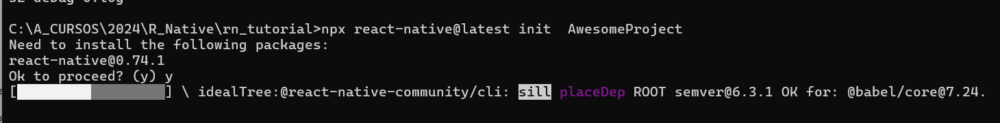 C:\A_CURSOS\2024\R_Native\rn_tutorial>npx react-native@latest init  AwesomeProject
Need to install the following packages:
react-native@0.74.1
Ok to proceed? (y) y
[                  ] \ idealTree:@react-native-community/cli: sill placeDep ROOT semver@6.3.1 OK for: @babel/core@7.24.